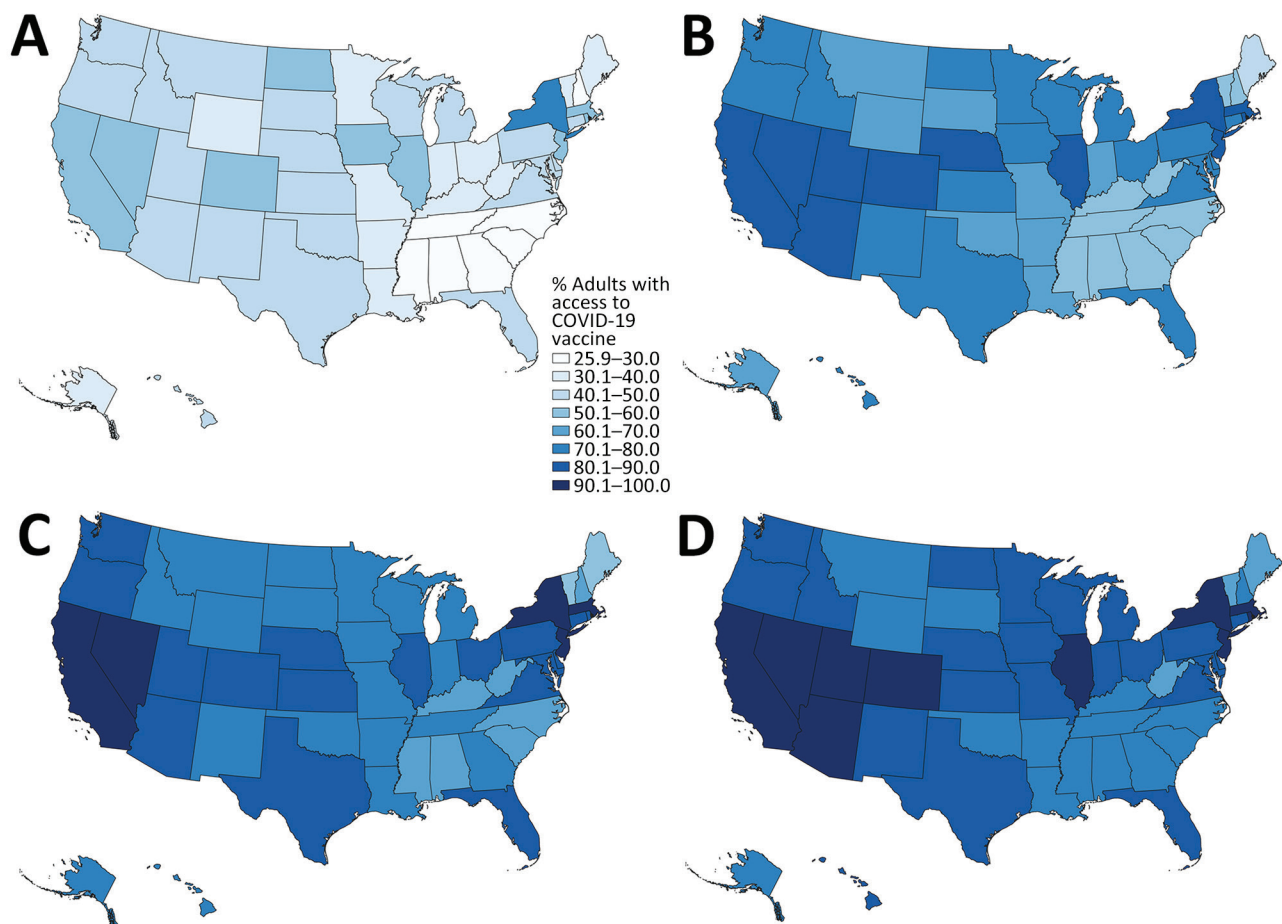 A
B
% Adults with
access to
COVID-19
vaccine
25.9–30.0
30.1–40.0
40.1–50.0
50.1–60.0
60.1–70.0
70.1–80.0
80.1–90.0
90.1–100.0
C
D